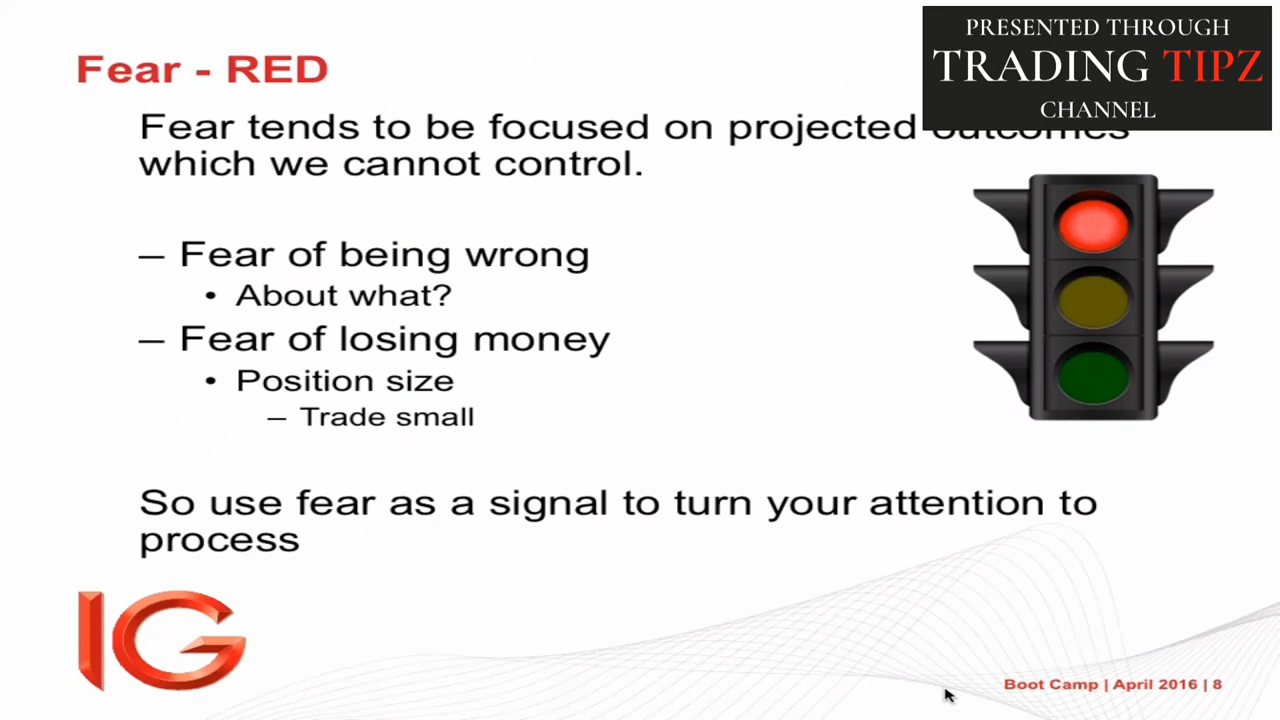 PRESENTED THROUGH
TRADING TIPZ
CHANNEL
Fear - RED
Fear tends to be focused on projected outcomes
which we cannot control.
– Fear of being wrong
• About what?
– Fear of losing money
• Position size
– Trade small
So use fear as a signal to turn your attention to
process
IG
Boot Camp | April 2016 | 8